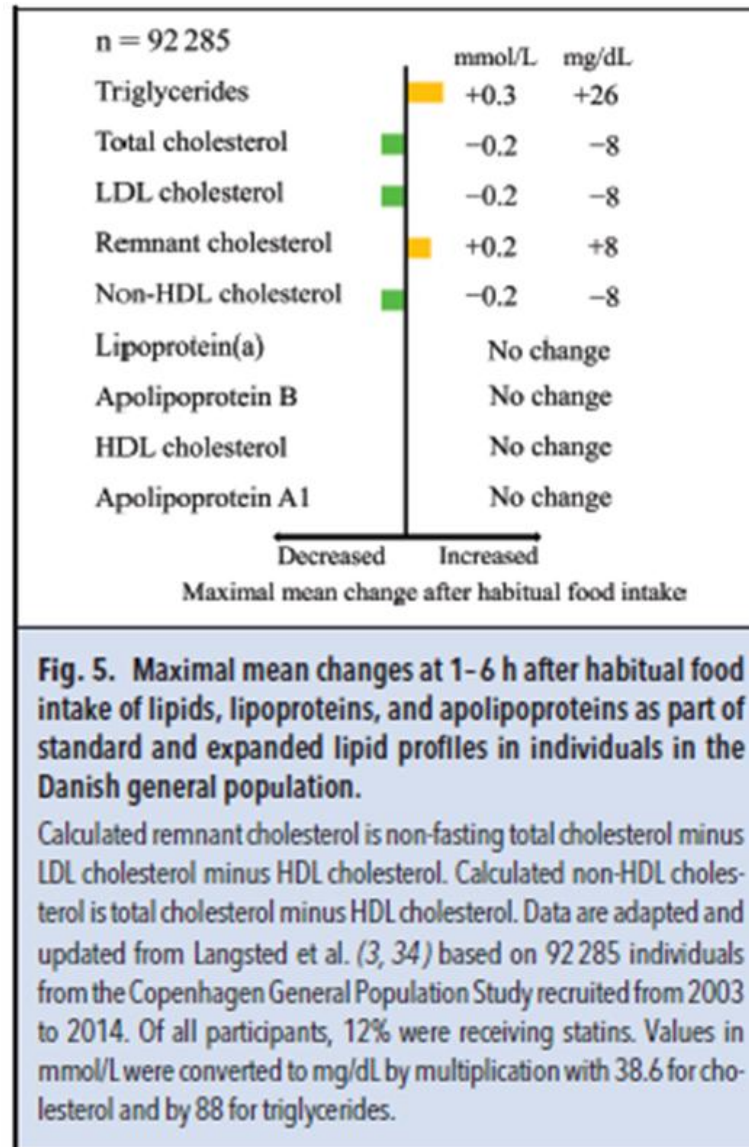 n = 92 285
mmol/L mg/dL
Triglycerides +0.3 +26
Total cholesterol −0.2 −8
LDL cholesterol −0.2 −8
Remnant cholesterol +0.2 +8
Non-HDL cholesterol −0.2 −8
Lipoprotein(a) No change
Apolipoprotein B No change
HDL cholesterol No change
Apolipoprotein A1 No change
Decreased Increased
Maximal mean change after habitual food intake
Fig. 5. Maximal mean changes at 1–6 h after habitual food
intake of lipids, lipoproteins, and apolipoproteins as part of
standard and expanded lipid profiles in individuals in the
Danish general population.
Calculated remnant cholesterol is non-fasting total cholesterol minus
LDL cholesterol minus HDL cholesterol. Calculated non-HDL choles-
terol is total cholesterol minus HDL cholesterol. Data are adapted and
updated from Langsted et al. (3, 34) based on 92 285 individuals
from the Copenhagen General Population Study recruited from 2003
to 2014. Of all participants, 12% were receiving statins. Values in
mmol/L were converted to mg/dL by multiplication with 38.6 for cho-
lesterol and by 88 for triglycerides.